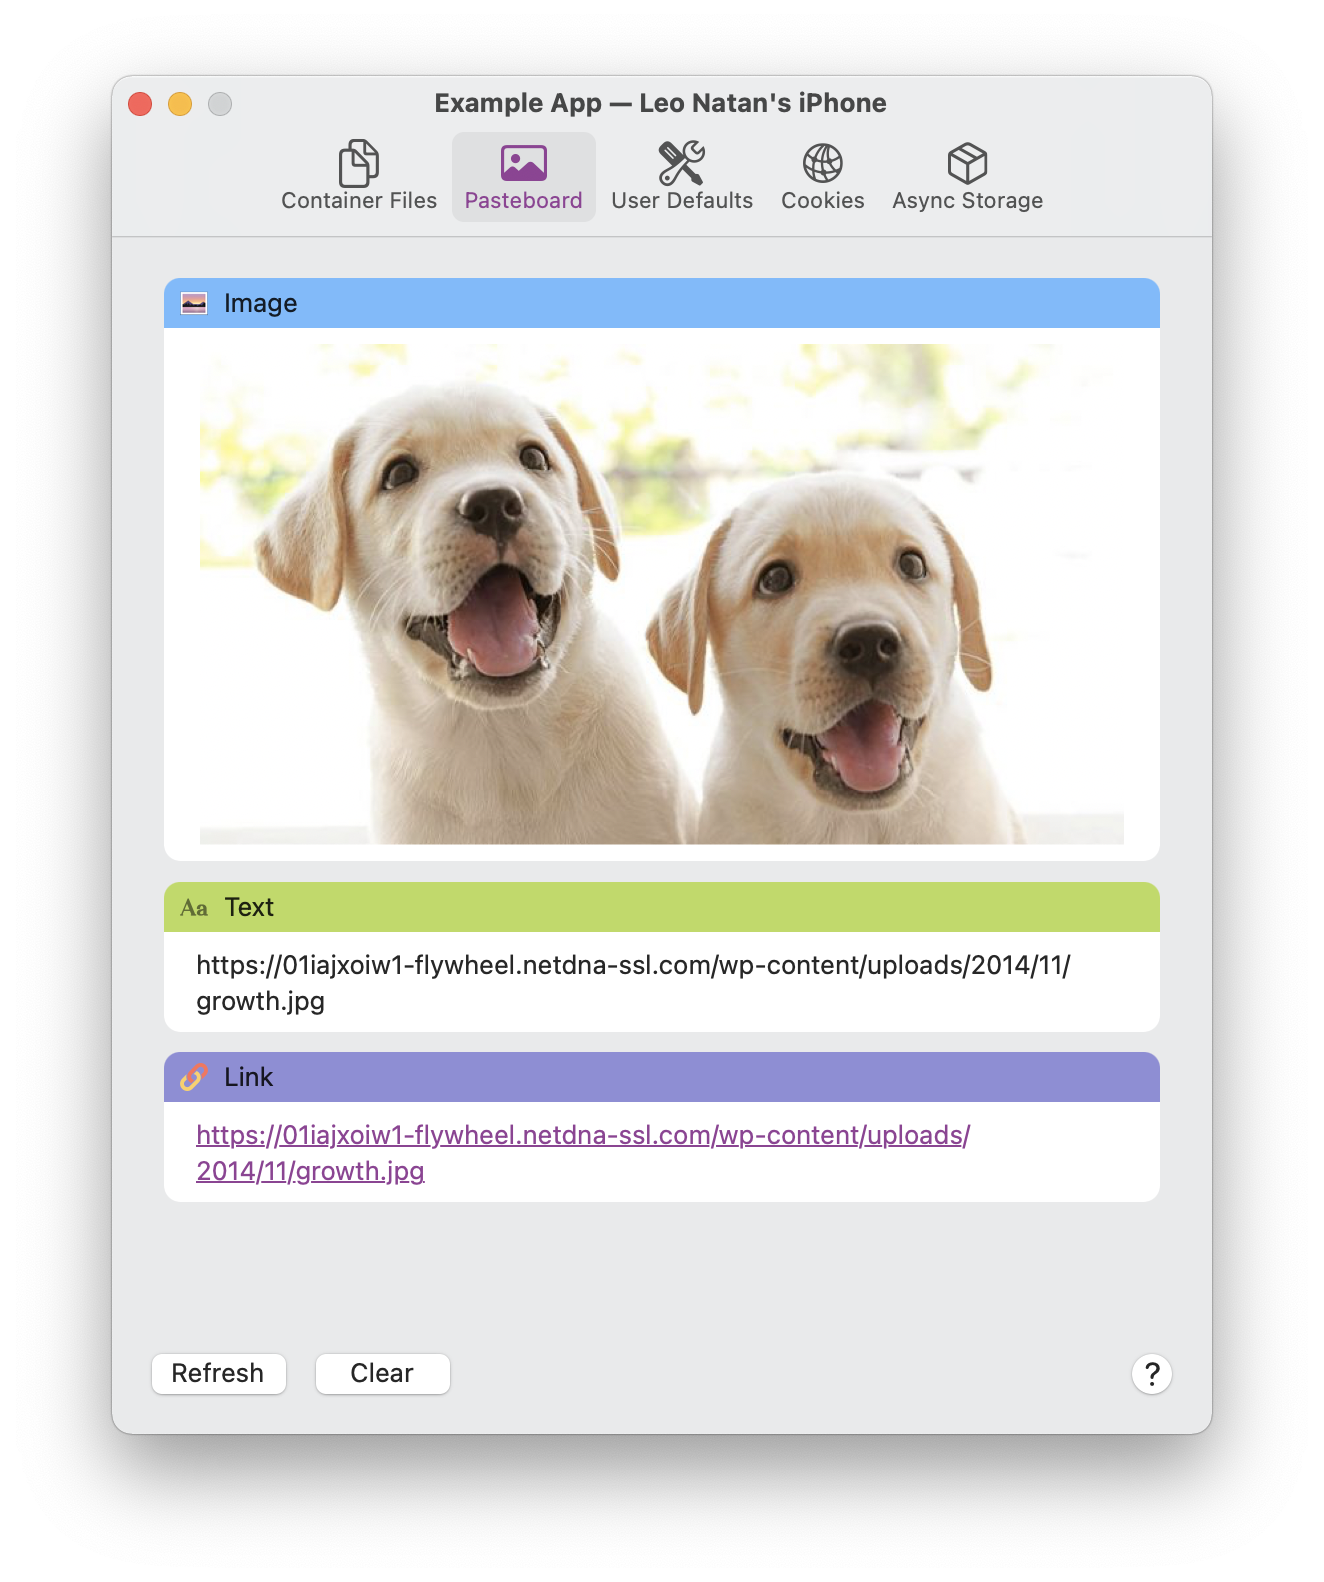 Example App — Leo Natan's iPhone
Container Files
Pasteboard
User Defaults
Cookies
Async Storage
Image
Aa Text
https://01iajxoiw1-flywheel.netdna-ssl.com/wp-content/uploads/2014/11/
growth.jpg
Link
https://01iajxoiw1-flywheel.netdna-ssl.com/wp-content/uploads/
2014/11/growth.jpg
Refresh
Clear
?